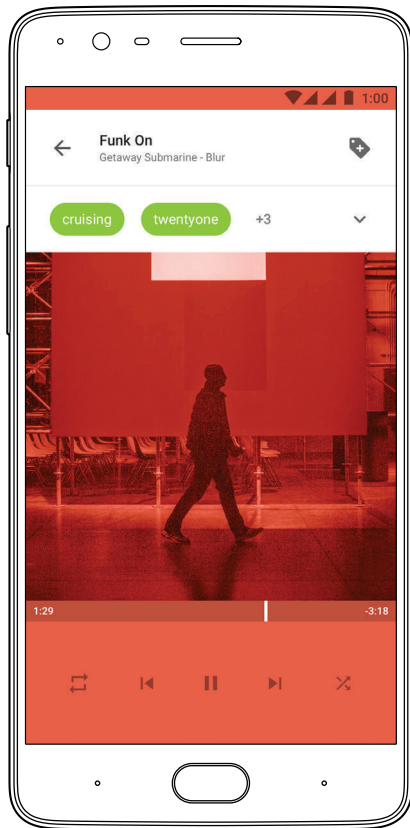 1:00
Funk On
Getaway Submarine - Blur
cruising twentyone +3
1:29 -3:18